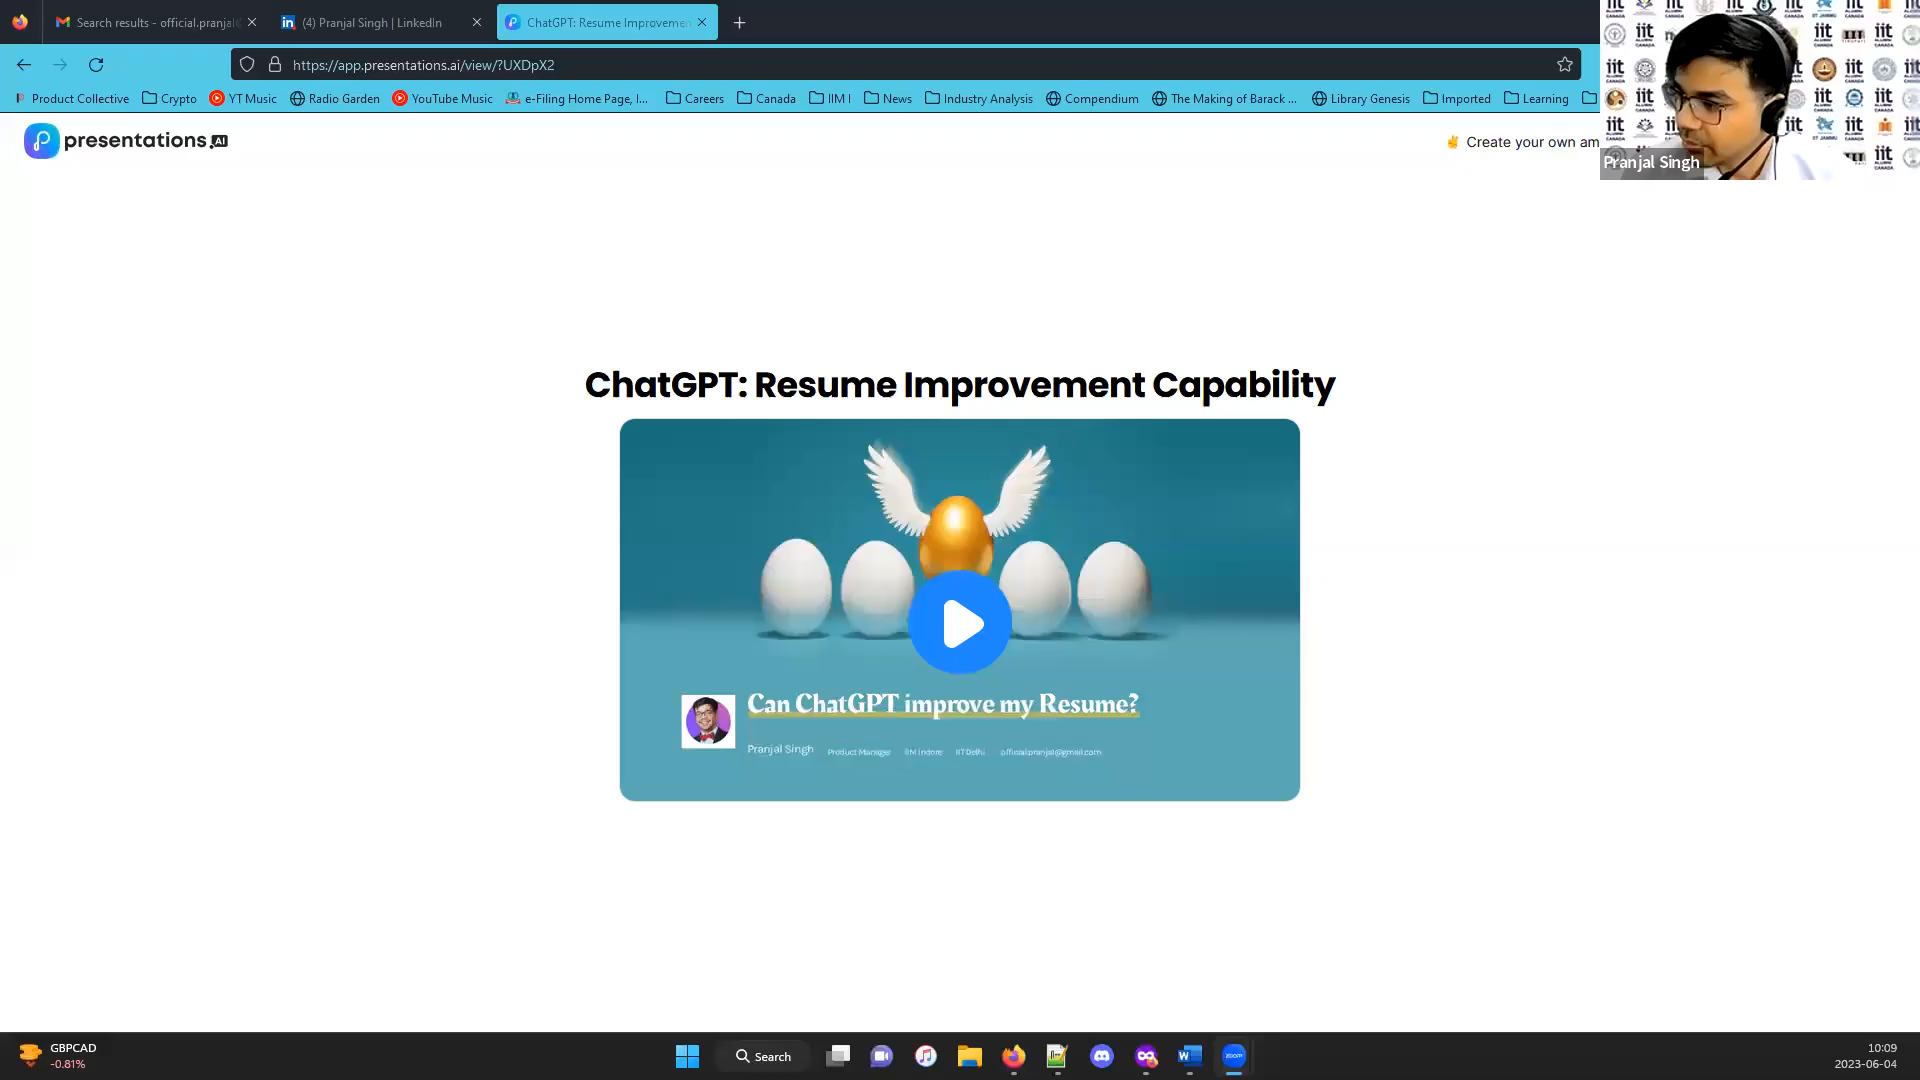 Search results - official.pranjal
(4) Pranjal Singh | LinkedIn
ChatGPT: Resume Improvemen
https://app.presentations.ai/view/?UXDpX2
Product Collective
Crypto
YT Music
Radio Garden
YouTube Music
e-Filing Home Page, I...
Careers
Canada
IIM I
News
Industry Analysis
Compendium
The Making of Barack ...
Library Genesis
Imported
Learning
presentations.AI
Create your own am
Pranjal Singh
ChatGPT: Resume Improvement Capability
Can ChatGPT improve my Resume?
Pranjal Singh Product Manager IIM Indore IIT Delhi official.pranjal@gmail.com
GBPCAD
-0.81%
Search
zoom
10:09
2023-06-04